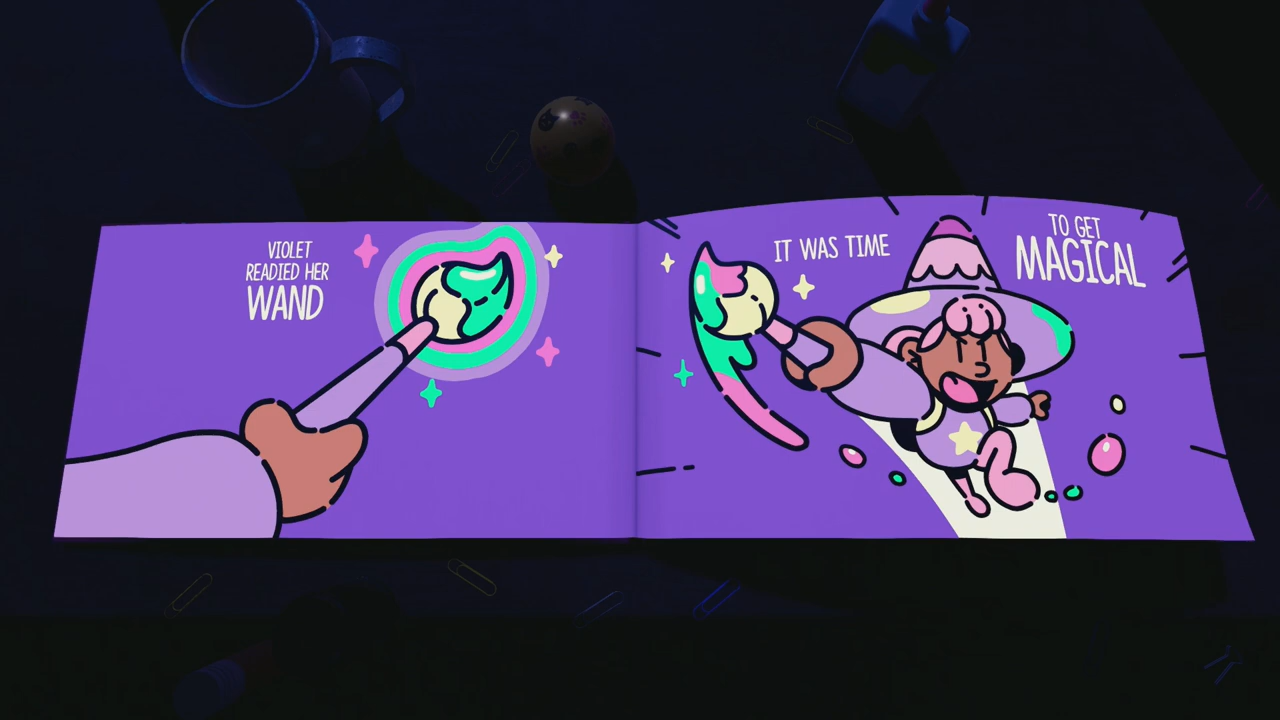 VIOLET
READIED HER
WAND
IT WAS TIME
TO GET
MAGICAL